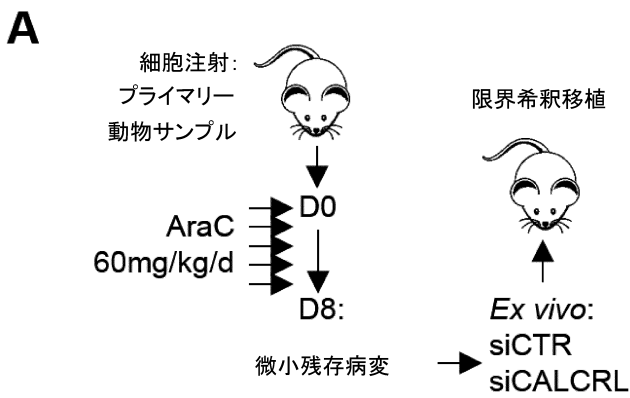 A
細胞注射:
プライマリー
動物サンプル
限界希釈移植
D0
AraC
60mg/kg/d
D8:
微小残存病変
Ex vivo:
siCTR
siCALCRL